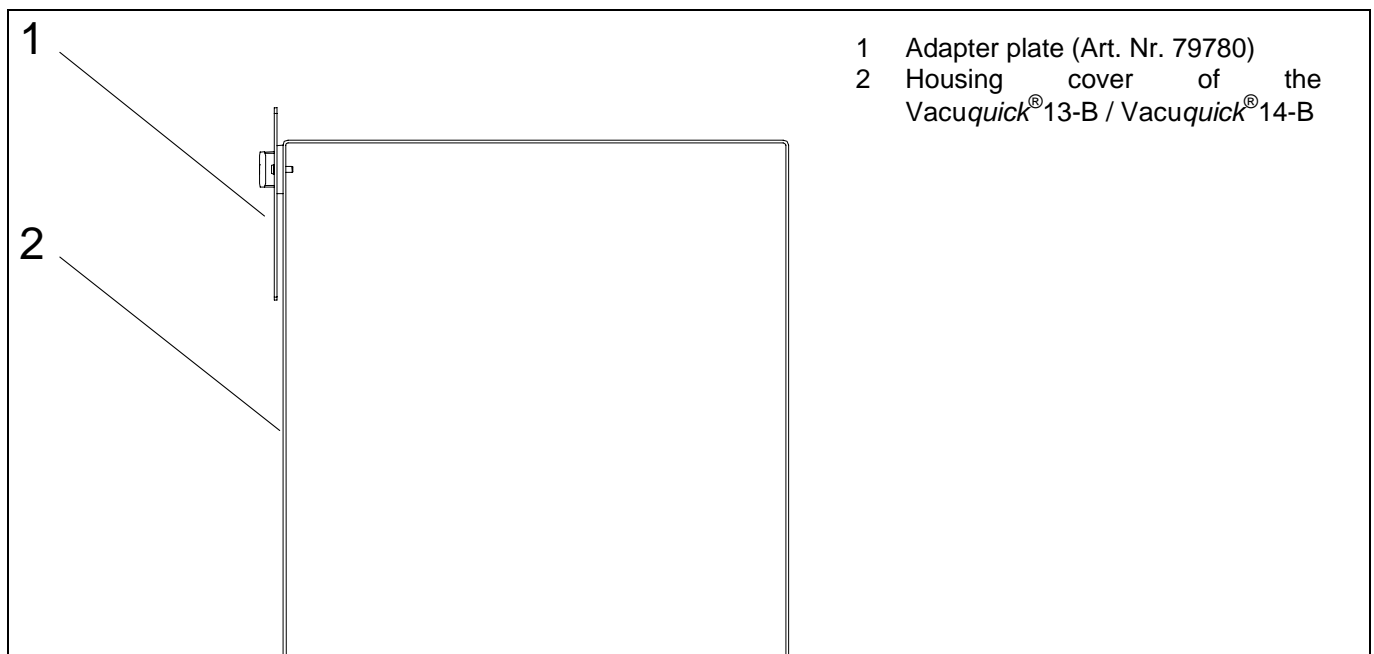 1
2
1 Adapter plate (Art. Nr. 79780)
2 Housing cover of the
Vacuquick®13-B / Vacuquick®14-B